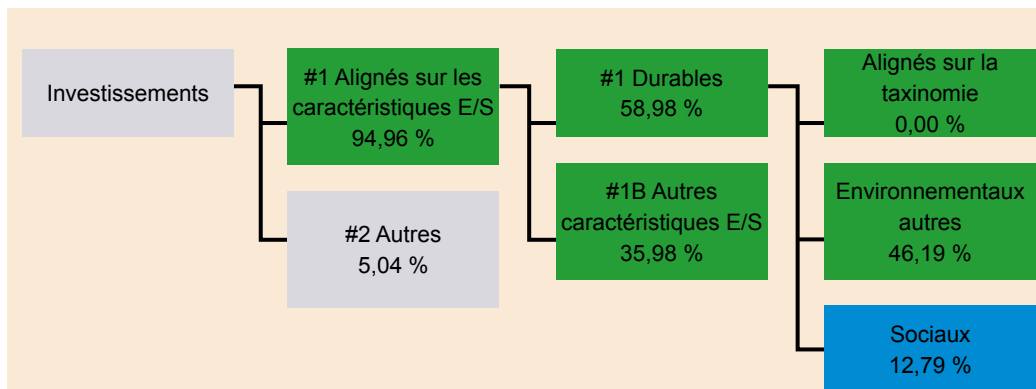 Investissements
#1 Alignés sur les
caractéristiques E/S
94,96 %
#2 Autres
5,04 %
#1 Durables
58,98 %
#1B Autres
caractéristiques E/S
35,98 %
Alignés sur la
taxinomie
0,00 %
Environnementaux
autres
46,19 %
Sociaux
12,79 %